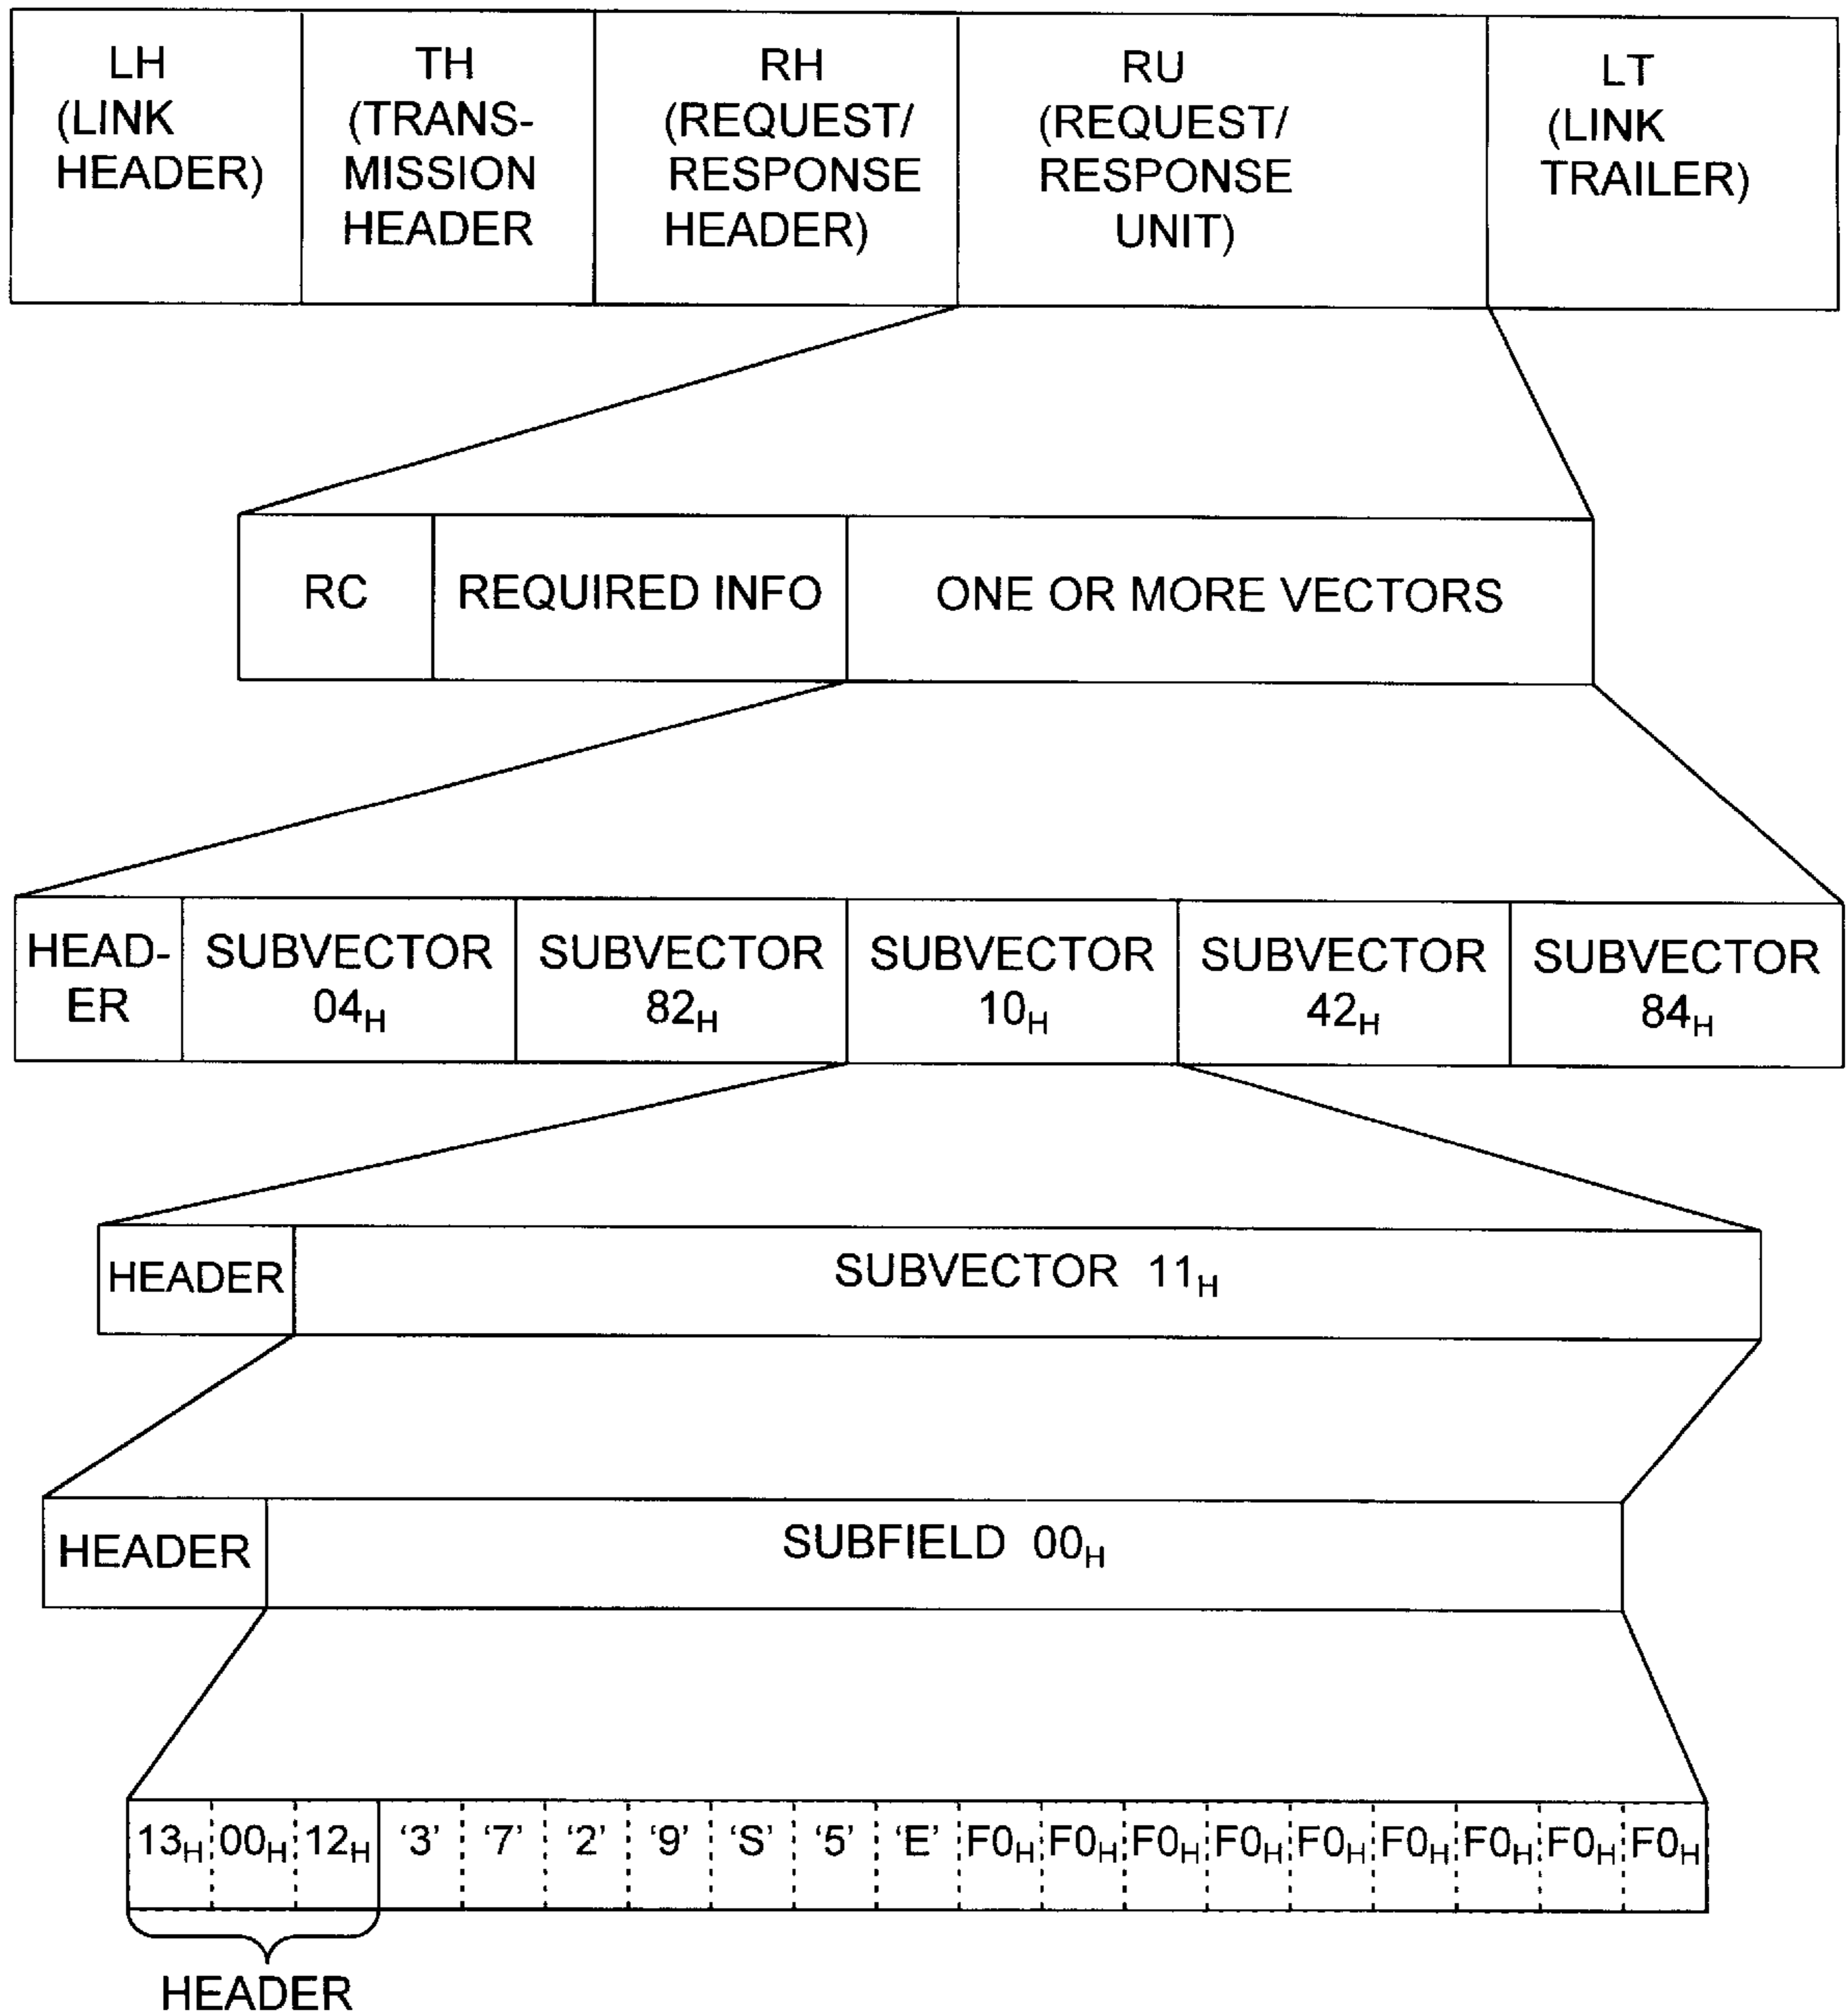 LH
(LINK
HEADER)
TH
(TRANS-
MISSION
HEADER
RH
(REQUEST/
RESPONSE
HEADER)
RU
(REQUEST/
RESPONSE
UNIT)
LT
(LINK
TRAILER)
RC
REQUIRED INFO
ONE OR MORE VECTORS
HEAD-
ER
SUBVECTOR
04H
SUBVECTOR
82H
SUBVECTOR
10H
SUBVECTOR
42H
SUBVECTOR
84H
HEADER
SUBVECTOR 11H
HEADER
SUBFIELD 00H
13H 00H 12H ‘3’ ‘7’ ‘2’ ‘9’ ‘S’ ‘5’ ‘E’ F0H F0H F0H F0H F0H F0H F0H F0H F0H
HEADER